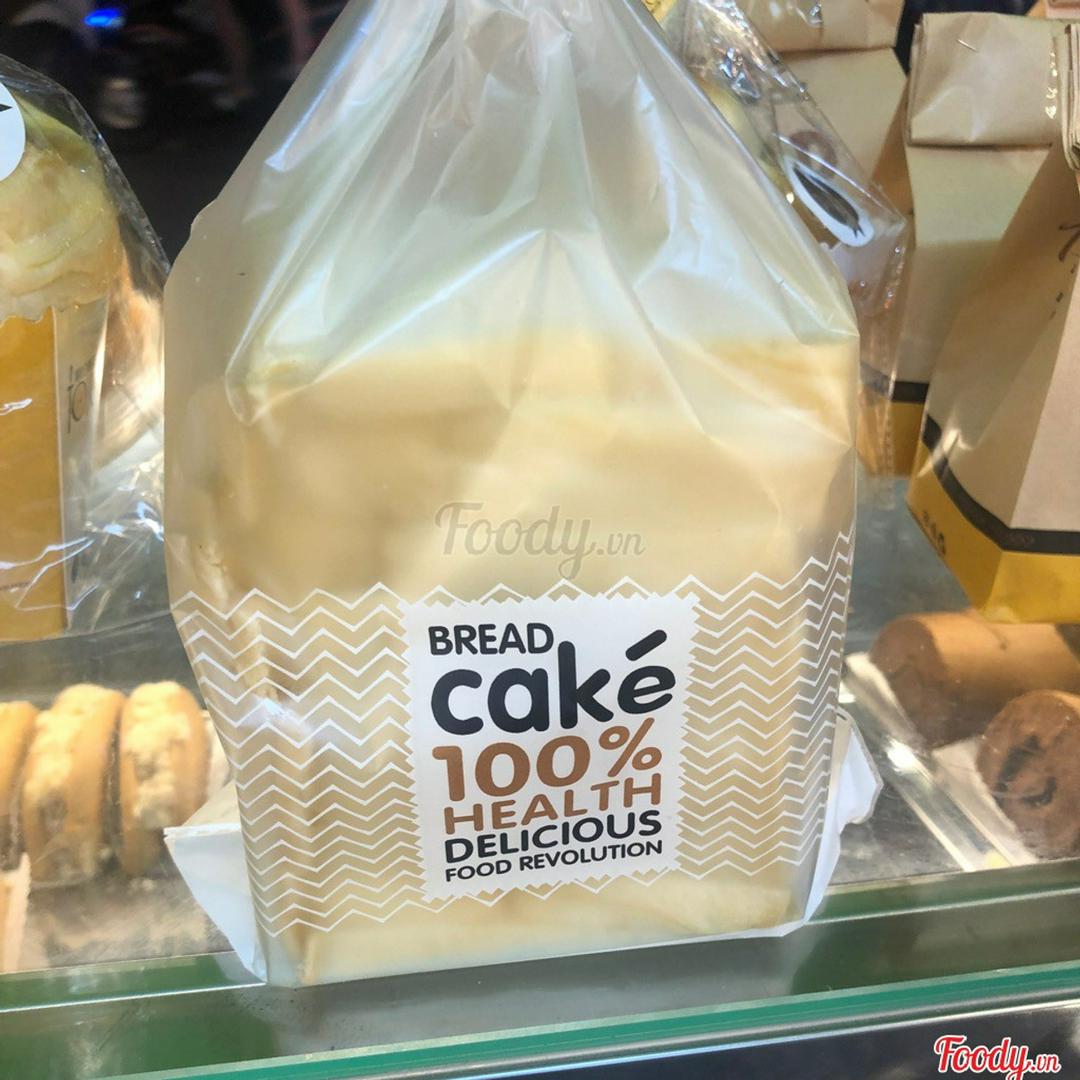 Foody.vn
BREAD
caké
100%
HEALTH
DELICIOUS
FOOD REVOLUTION
Foody.vn